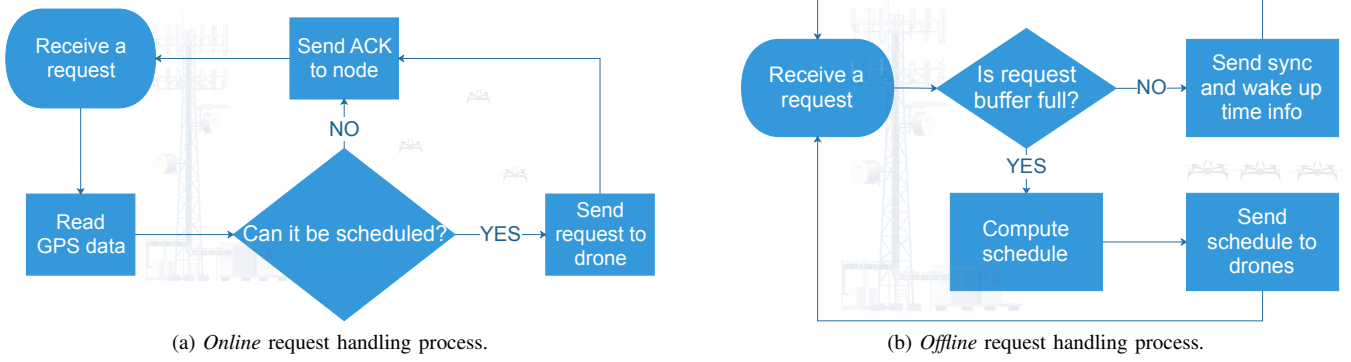 Receive a
request
Send ACK
to node
NO
Read
GPS data
Can it be scheduled?
YES
Send
request to
drone
(a) Online request handling process.
Receive a
request
Is request
buffer full?
NO
Send sync
and wake up
time info
YES
Compute
schedule
Send
schedule to
drones
(b) Offline request handling process.